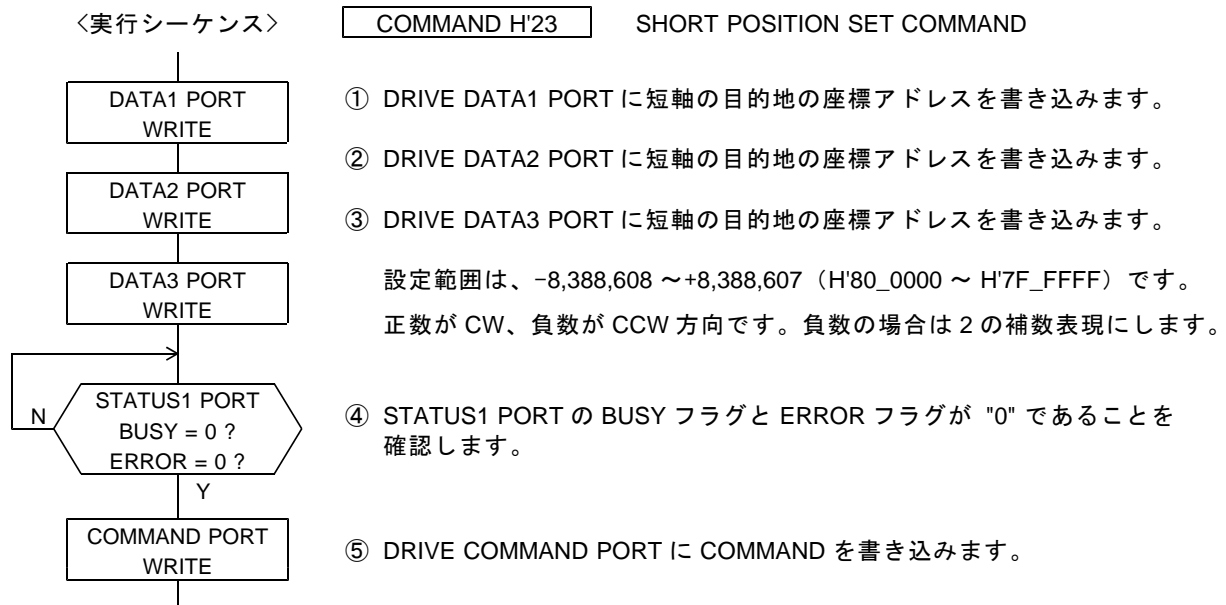 〈実行シーケンス〉
COMMAND H'23 SHORT POSITION SET COMMAND
DATA1 PORT
WRITE
① DRIVE DATA1 PORT に短軸の目的地の座標アドレスを書き込みます。
② DRIVE DATA2 PORT に短軸の目的地の座標アドレスを書き込みます。
DATA2 PORT
WRITE
③ DRIVE DATA3 PORT に短軸の目的地の座標アドレスを書き込みます。
DATA3 PORT
WRITE
設定範囲は、−8,388,608 ～+8,388,607（H'80_0000 ～ H'7F_FFFF）です。
正数が CW、負数が CCW 方向です。負数の場合は 2 の補数表現にします。
N
STATUS1 PORT
BUSY = 0 ?
ERROR = 0 ?
④ STATUS1 PORT の BUSY フラグと ERROR フラグが "0" であることを
確認します。
Y
COMMAND PORT
WRITE
⑤ DRIVE COMMAND PORT に COMMAND を書き込みます。